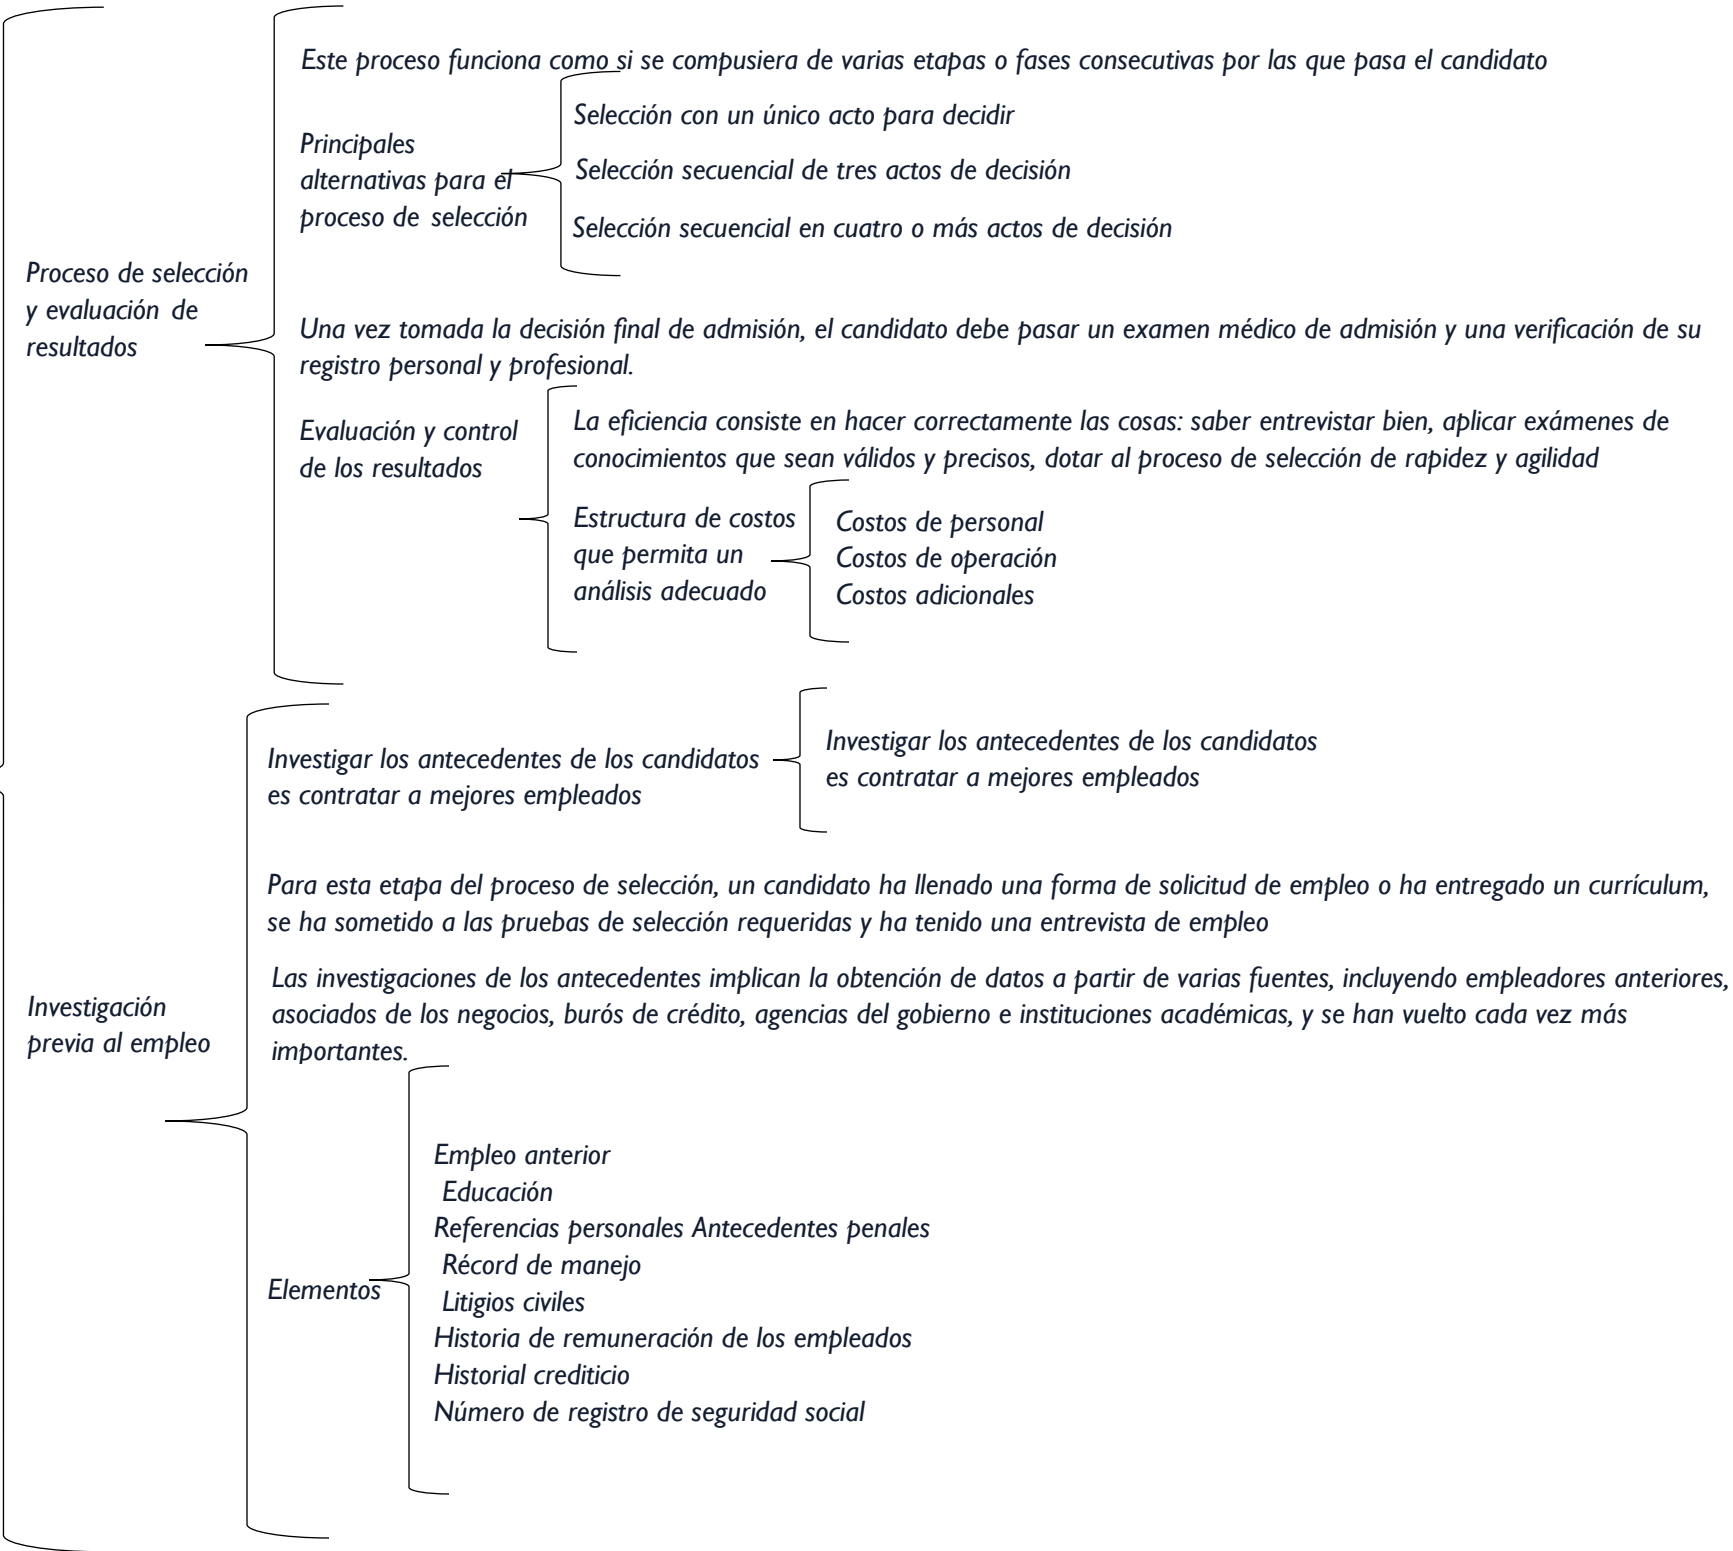 Este proceso funciona como si se compusiera de varias etapas o fases consecutivas por las que pasa el candidato
Principales
alternativas para el
proceso de selección
Selección con un único acto para decidir
Selección secuencial de tres actos de decisión
Selección secuencial en cuatro o más actos de decisión
Proceso de selección
y evaluación de
resultados
Una vez tomada la decisión final de admisión, el candidato debe pasar un examen médico de admisión y una verificación de su
registro personal y profesional.
Evaluación y control
de los resultados
La eficiencia consiste en hacer correctamente las cosas: saber entrevistar bien, aplicar exámenes de
conocimientos que sean válidos y precisos, dotar al proceso de selección de rapidez y agilidad
Estructura de costos
que permita un
análisis adecuado
Costos de personal
Costos de operación
Costos adicionales
Investigar los antecedentes de los candidatos
es contratar a mejores empleados
Investigar los antecedentes de los candidatos
es contratar a mejores empleados
Para esta etapa del proceso de selección, un candidato ha llenado una forma de solicitud de empleo o ha entregado un currículum,
se ha sometido a las pruebas de selección requeridas y ha tenido una entrevista de empleo
Las investigaciones de los antecedentes implican la obtención de datos a partir de varias fuentes, incluyendo empleadores anteriores,
asociados de los negocios, burós de crédito, agencias del gobierno e instituciones académicas, y se han vuelto cada vez más
importantes.
Investigación
previa al empleo
Elementos
Empleo anterior
Educación
Referencias personales Antecedentes penales
Récord de manejo
Litigios civiles
Historia de remuneración de los empleados
Historial crediticio
Número de registro de seguridad social